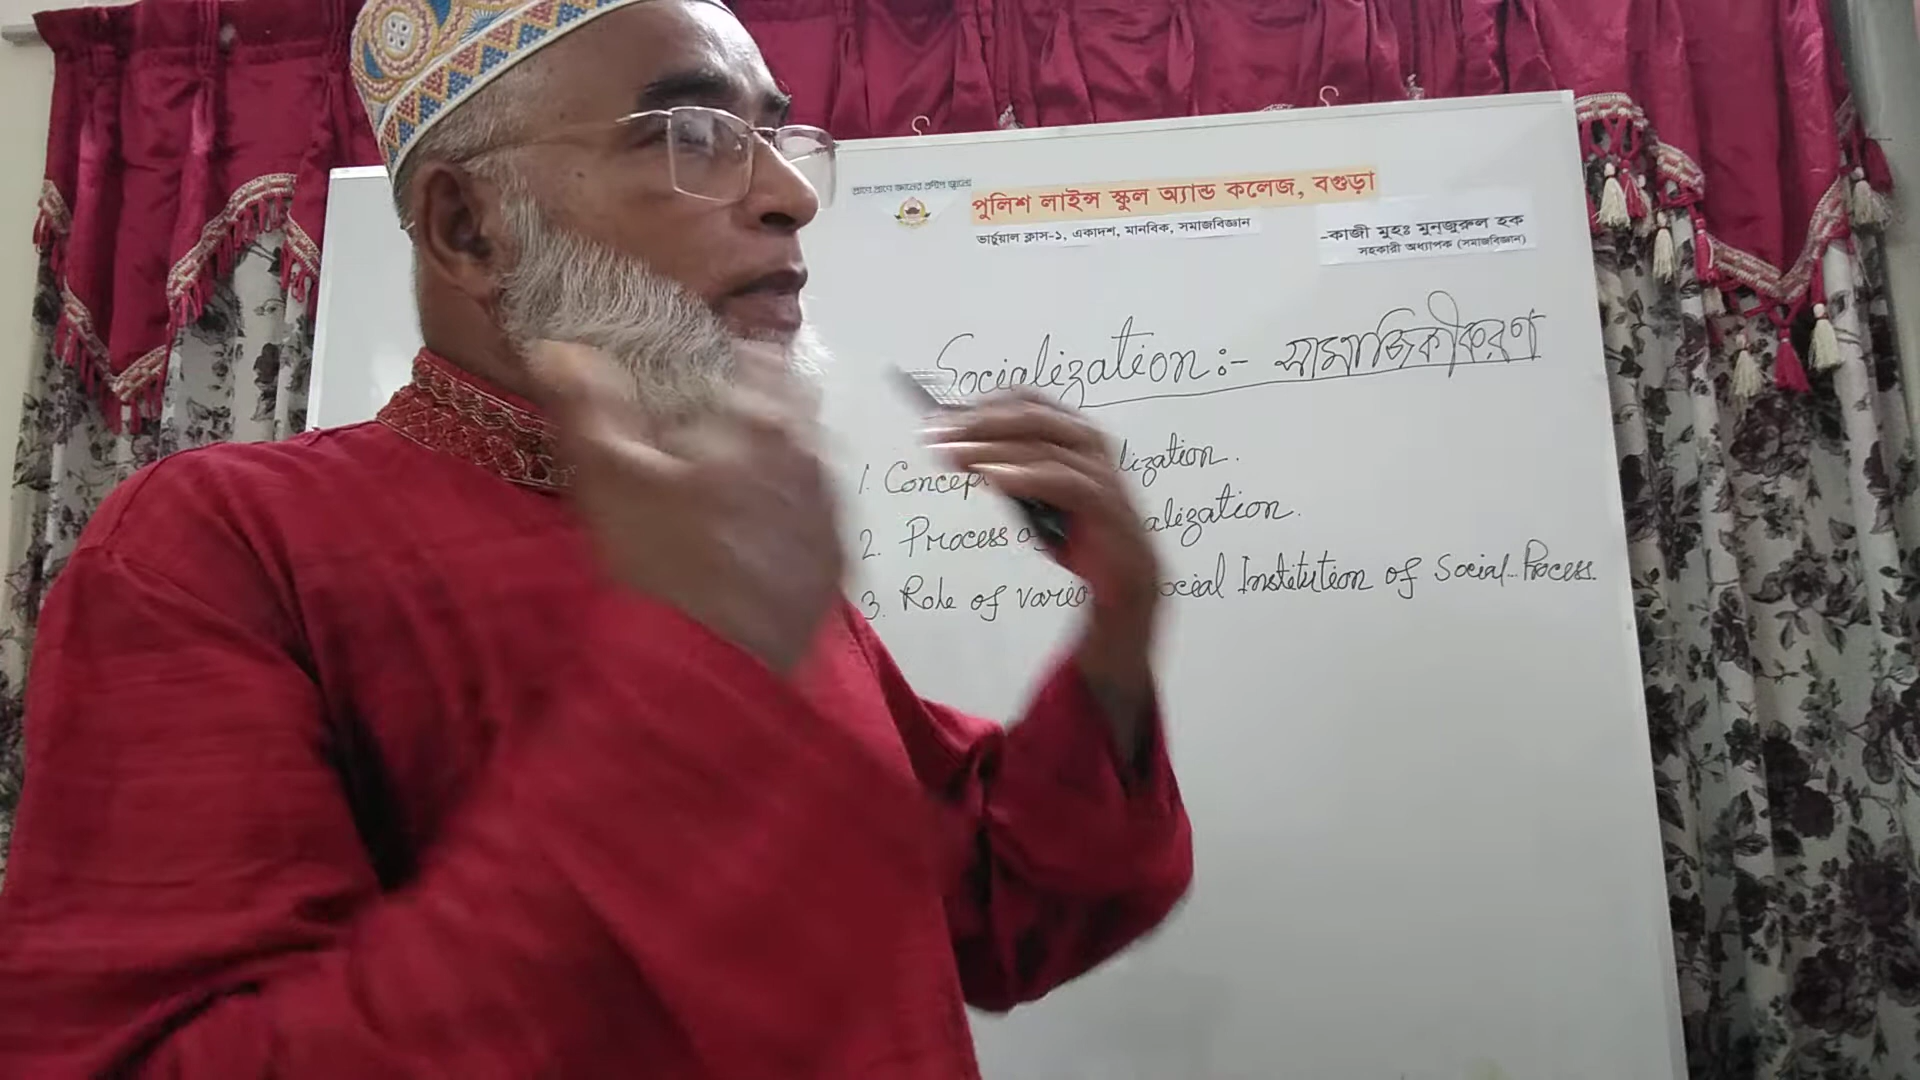 পুলিশ লাইন্স স্কুল অ্যান্ড কলেজ, বগুড়া
ভার্চুয়াল ক্লাস-১, একাদশ, মানবিক, সমাজবিজ্ঞান
-কাজী মুহঃ মুনজুরুল হক
সহকারী অধ্যাপক (সমাজবিজ্ঞান)
Socialization:- সামাজিকীকরণ
1. Concep lization.
2. Process o alization.
3. Role of vario ocial Institution of Social Process.